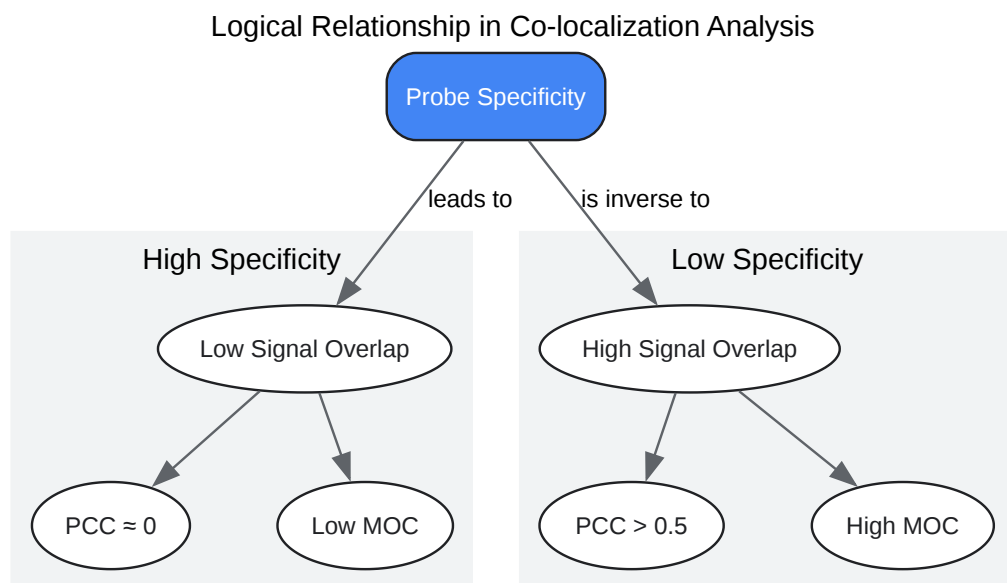 Logical Relationship in Co-localization Analysis
Probe Specificity
leads to
is inverse to
High Specificity
Low Specificity
Low Signal Overlap
High Signal Overlap
PCC ≈ 0
Low MOC
PCC > 0.5
High MOC